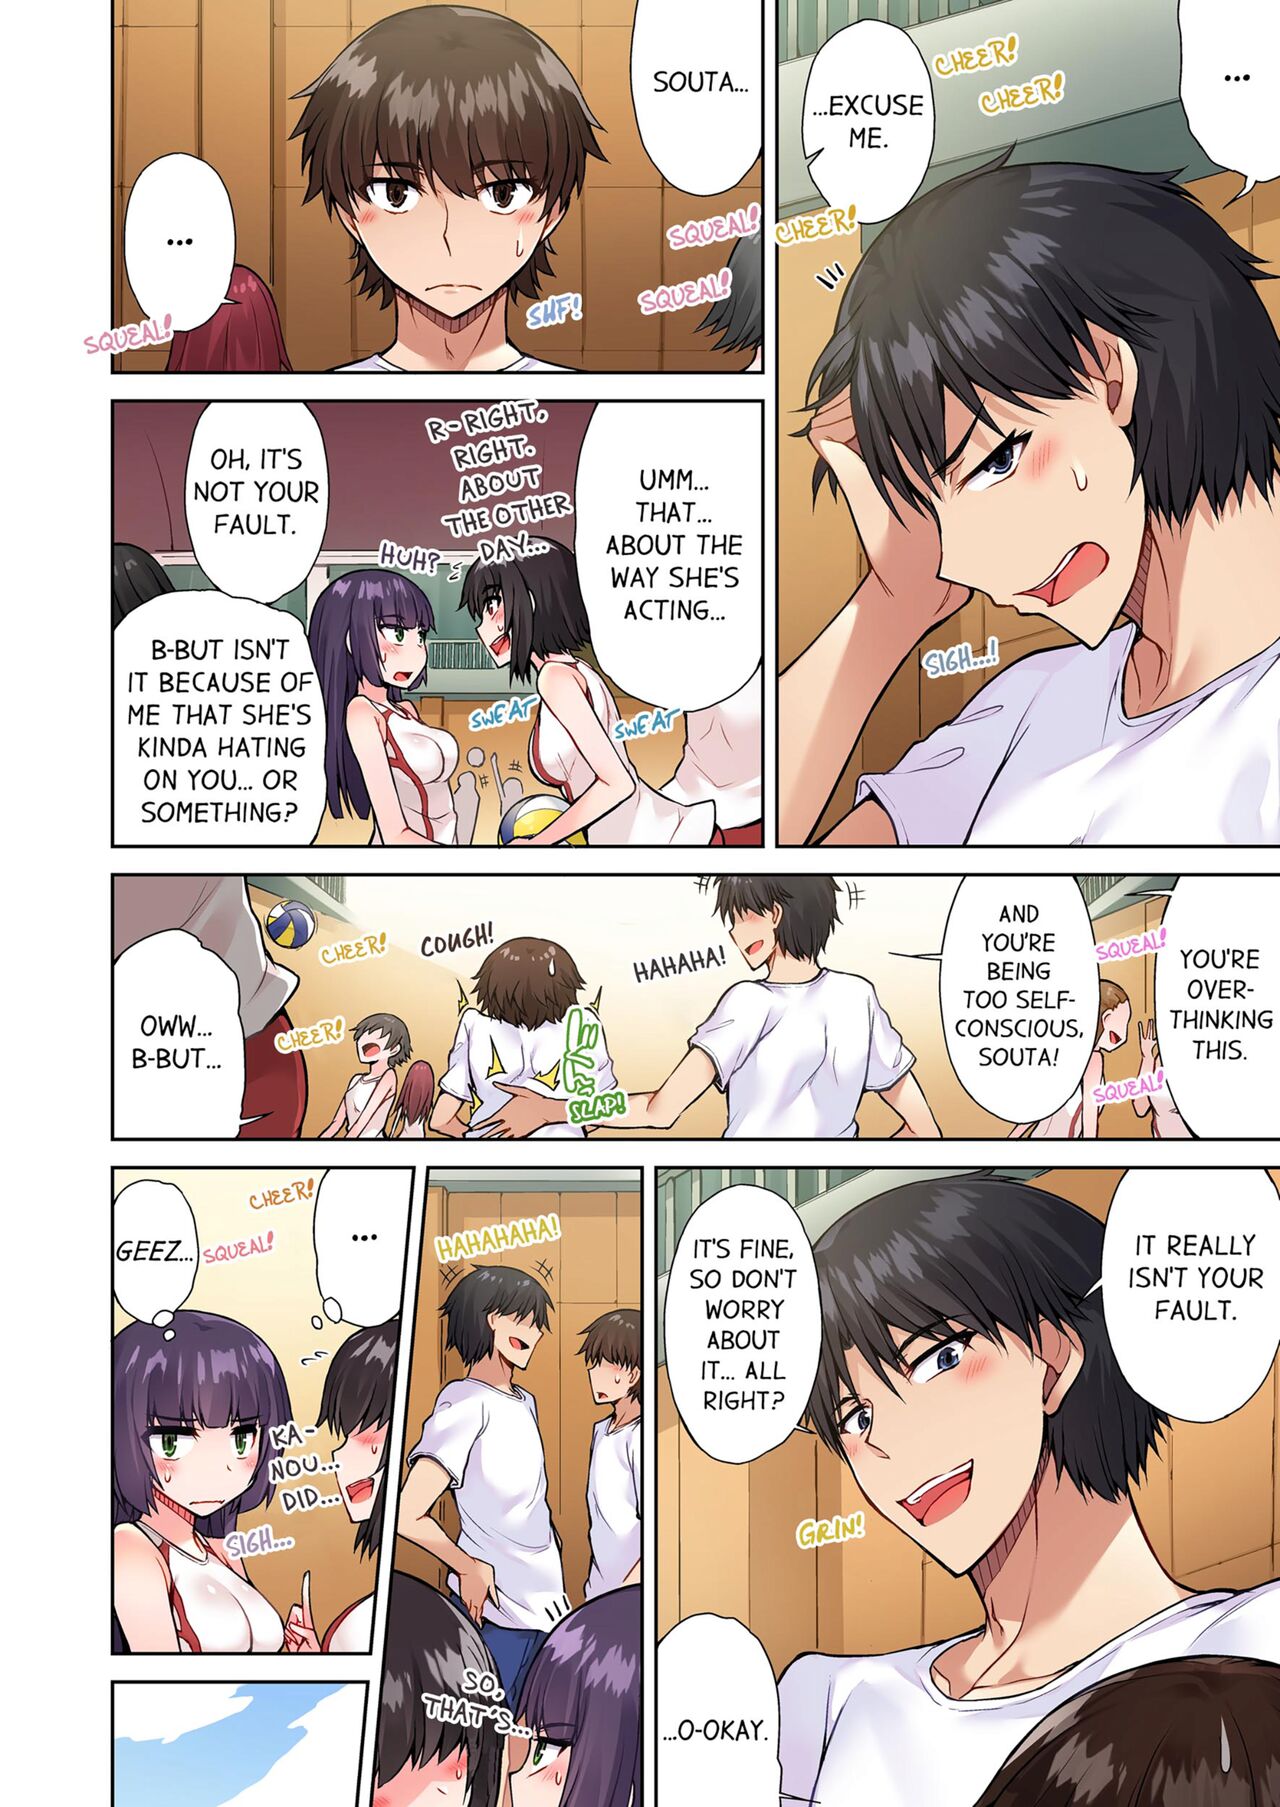 ...
CHEER!
CHEER!
...EXCUSE
ME.
CHEER!
SIGH...!
SOUTA...
SQUEAL!
SQUEAL!
SHF!
...
SQUEAL!
UMM...
THAT...
ABOUT THE
WAY SHE'S
ACTING...
R-RIGHT,
RIGHT.
ABOUT
THE OTHER
DAY...
HUH?
SWEAT
SWEAT
OH, IT'S
NOT YOUR
FAULT.
B-BUT ISN'T
IT BECAUSE OF
ME THAT SHE'S
KINDA HATING
ON YOU... OR
SOMETHING?
YOU'RE
OVER-
THINKING
THIS.
SQUEAL!
SQUEAL!
AND
YOU'RE
BEING
TOO SELF-
CONSCIOUS,
SOUTA!
HAHAHA!
SLAP!
COUGH!
CHEER!
CHEER!
OWW...
B-BUT...
IT REALLY
ISN'T YOUR
FAULT.
IT'S FINE,
SO DON'T
WORRY
ABOUT
IT... ALL
RIGHT?
GRIN!
...O-OKAY.
HAHAHAHA!
SO,
THAT'S...
...
CHEER!
SQUEAL!
GEEZ...
KA-
NOU...
DID...
SIGH...